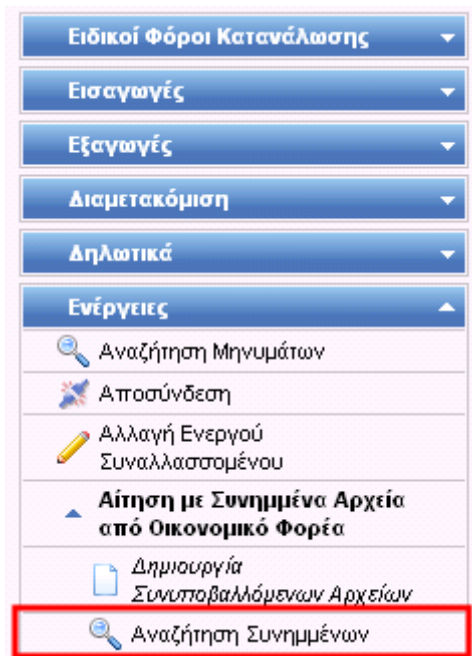 Ειδικοί Φόροι Κατανάλωσης
Εισαγωγές
Εξαγωγές
Διαμετακόμιση
Δηλωτικά
Ενέργειες
Αναζήτηση Μηνυμάτων
Αποσύνδεση
Αλλαγή Ενεργού
Συναλλασσομένου
Αίτηση με Συνημμένα Αρχεία
από Οικονομικό Φορέα
Δημιουργία
Συνυποβαλλόμενων Αρχείων
Αναζήτηση Συνημμένων